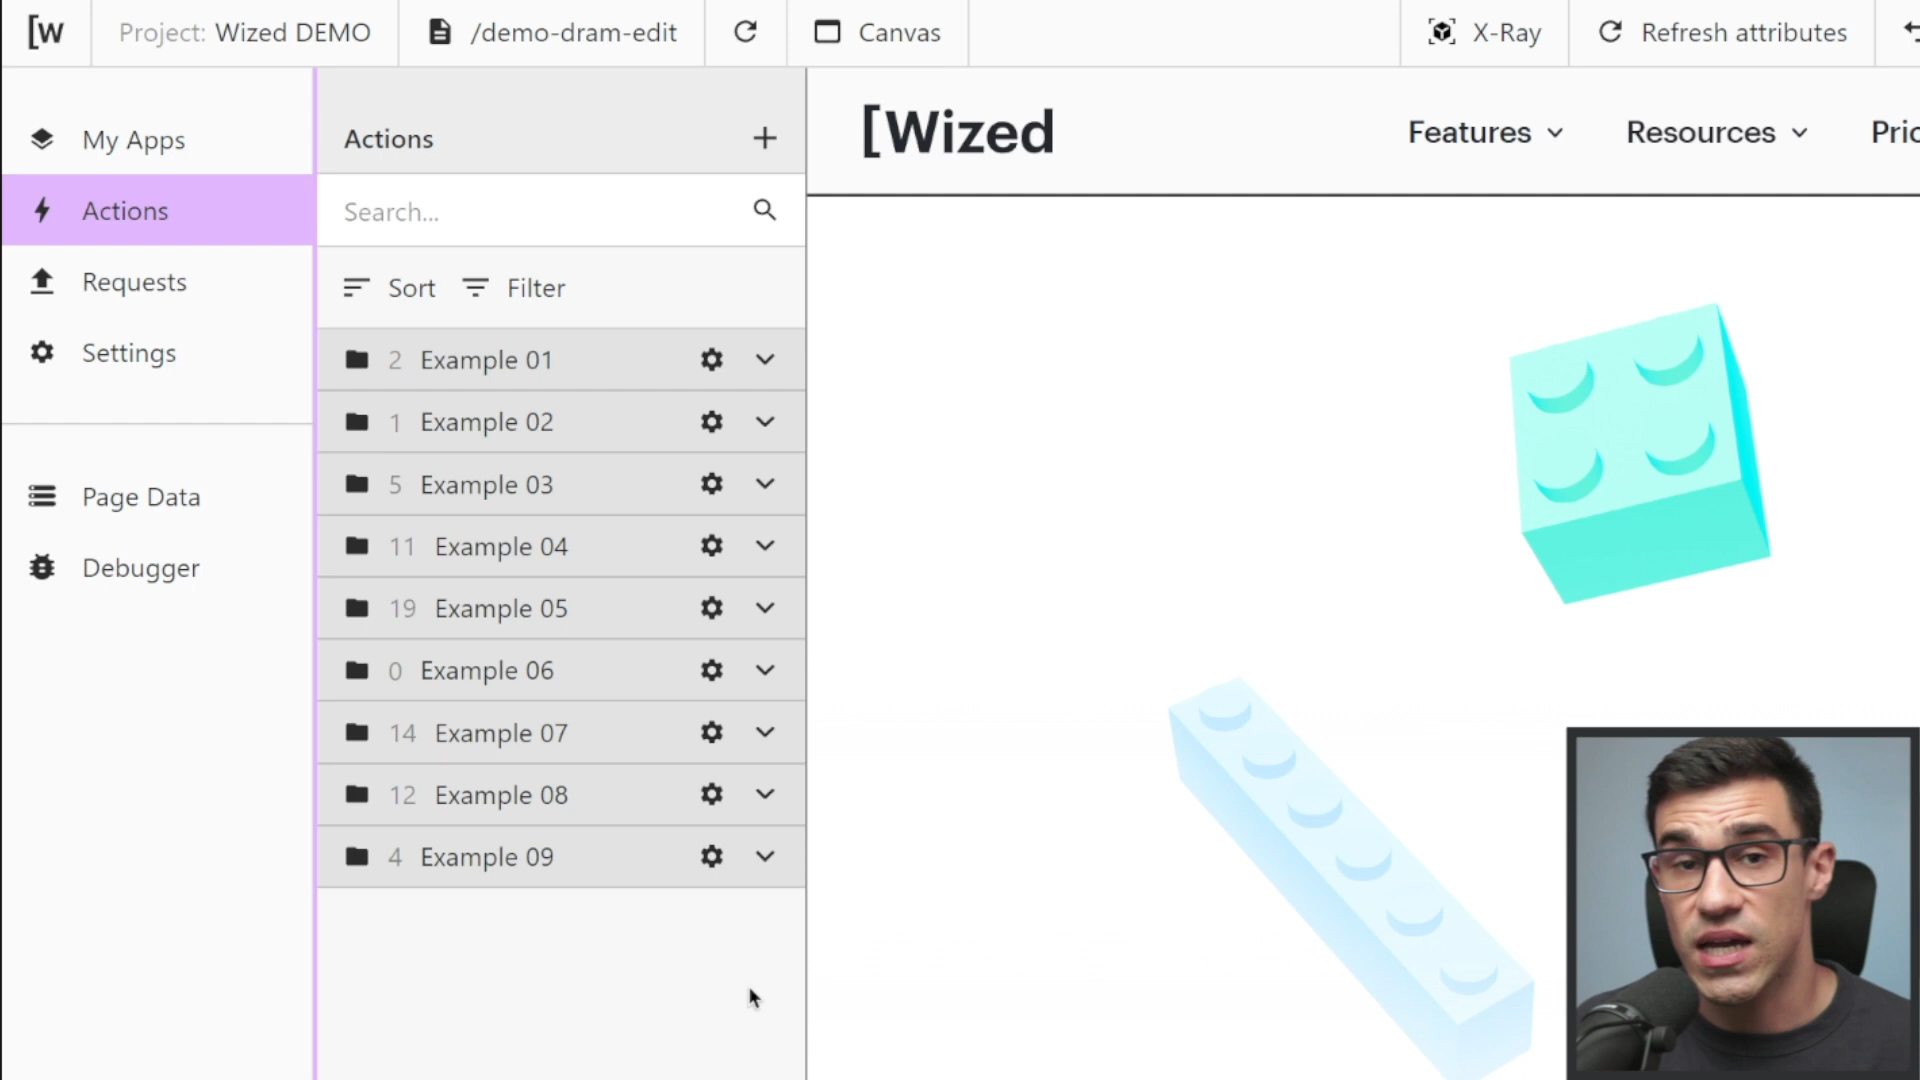 [W
Project: Wized DEMO
/demo-dram-edit
Canvas
X-Ray
Refresh attributes
My Apps
Actions
Requests
Settings
Page Data
Debugger
Actions
Search...
Sort
Filter
2 Example 01
1 Example 02
5 Example 03
11 Example 04
19 Example 05
0 Example 06
14 Example 07
12 Example 08
4 Example 09
[Wized
Features
Resources
Pric